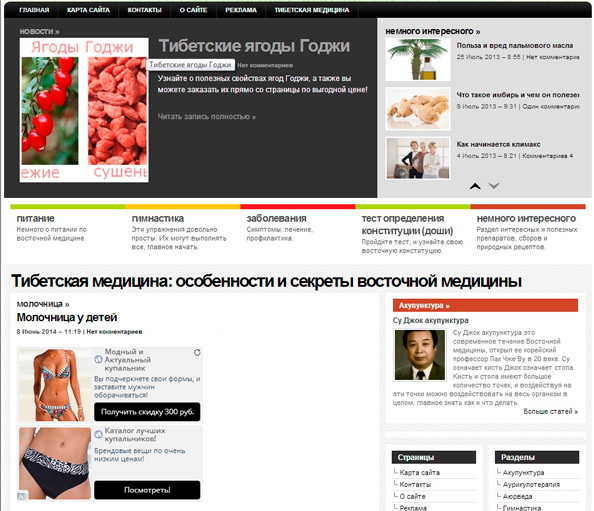 ГЛАВНАЯ КАРТА САЙТА КОНТАКТЫ О САЙТЕ РЕКЛАМА ТИБЕТСКАЯ МЕДИЦИНА
НОВОСТИ »
Ягоды Годжи
ежие сушень
Тибетские ягоды Годжи
Тибетские ягоды Годжи Нет комментариев
Узнайте о полезных свойствах ягод Годжи, а также вы
можете заказать их прямо со страницы по выгодной цене!
Читать запись полностью »
немного интересного »
Польза и вред пальмового масла
25 Июль 2013 – 8:55 | Нет комментарие
Что такое имбирь и чем он полезен
9 Июль 2013 – 9:31 | Один комментари
Как начинается климакс
4 Июль 2013 – 8:21 | Комментариев 4
питание
Немного о питании по
восточной медицине.
гимнастика
Эти упражнения довольно
просты. Их могут выполнять
все, главное начать.
заболевания
Симптомы, лечение,
профилактика.
тест определения
конституции (доши)
Пройдите тест, и узнайте свою
восточную конституцию.
немного интересного
Раздел интересных и полезных
препаратов, сборов и
природных рецептов.
Тибетская медицина: особенности и секреты восточной медицины
молочница »
Молочница у детей
8 Июнь 2014 – 11:19 | Нет комментариев
Модный и
Актуальный
купальник
Вы подчеркнете свои формы, и
заставите мужчин
оборачиваться!
Получить скидку 300 руб.
Каталог лучших
купальников!
Брендовые вещи по очень
низким ценам!
Посмотреть!
Акупунктура »
Су Джок акупунктура
Су Джок акупунктура это
современное течение Восточной
медицины, открыл ее корейский
профессор Пак Чже Ву в 20 веке. Су
означает кисть Джок означает стопа.
Кисть и стопа имеют большое
количество точек, и воздействуя на
эти точки можно воздействовать на весь организм в
целом, главное знать как и что делать.
Больше статей »
Страницы
Карта сайта
Контакты
О сайте
Реклама
Разделы
Акупунктура
Аурикулотерапия
Аюрведа
Гимнастика